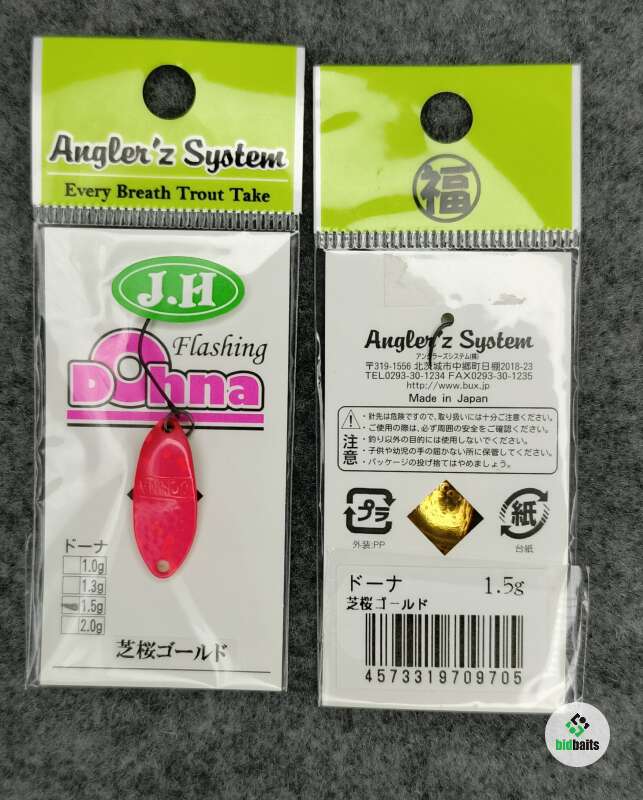 Angler'z System
Every Breath Trout Take
J.H
Flashing
Dohna
DOHNA
ドーナ
1.0g
1.3g
1.5g
2.0g
芝桜ゴールド
福
Angler'z System
アングラーズシステム(株)
〒319-1556 北茨城市中郷町日棚2018-23
TEL0293-30-1234 FAX0293-30-1235
http://www.bux.jp
Made in Japan
注意
・針先は危険ですので、取り扱いには十分ご注意ください。
・ご使用の際は、必ず周囲の安全をご確認ください。
・釣り以外の目的には使用しないでください。
・子供や幼児の手の届かない所に保管してください。
・パッケージの投げ捨てはやめましょう。
プラ
外装:PP
紙
台紙
ドーナ 1.5g
芝桜ゴールド
4573319709705
bidbaits